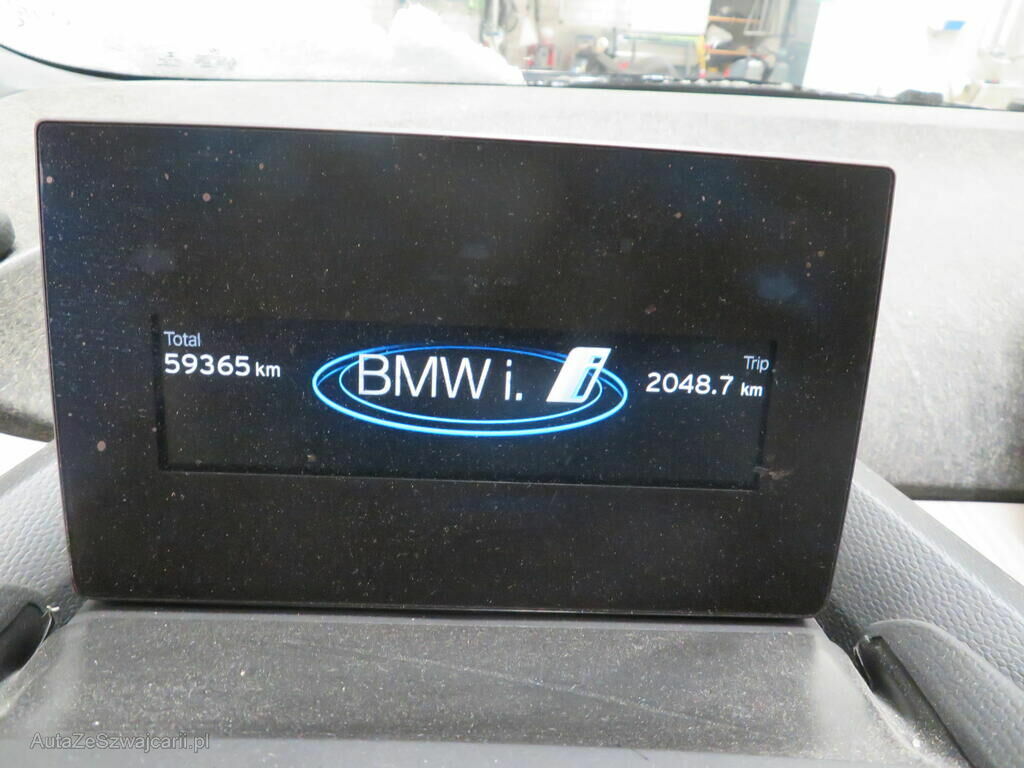 Total
59365 km
BMW i.
Trip
2048.7 km
AutaZeSzwajcarii.pl